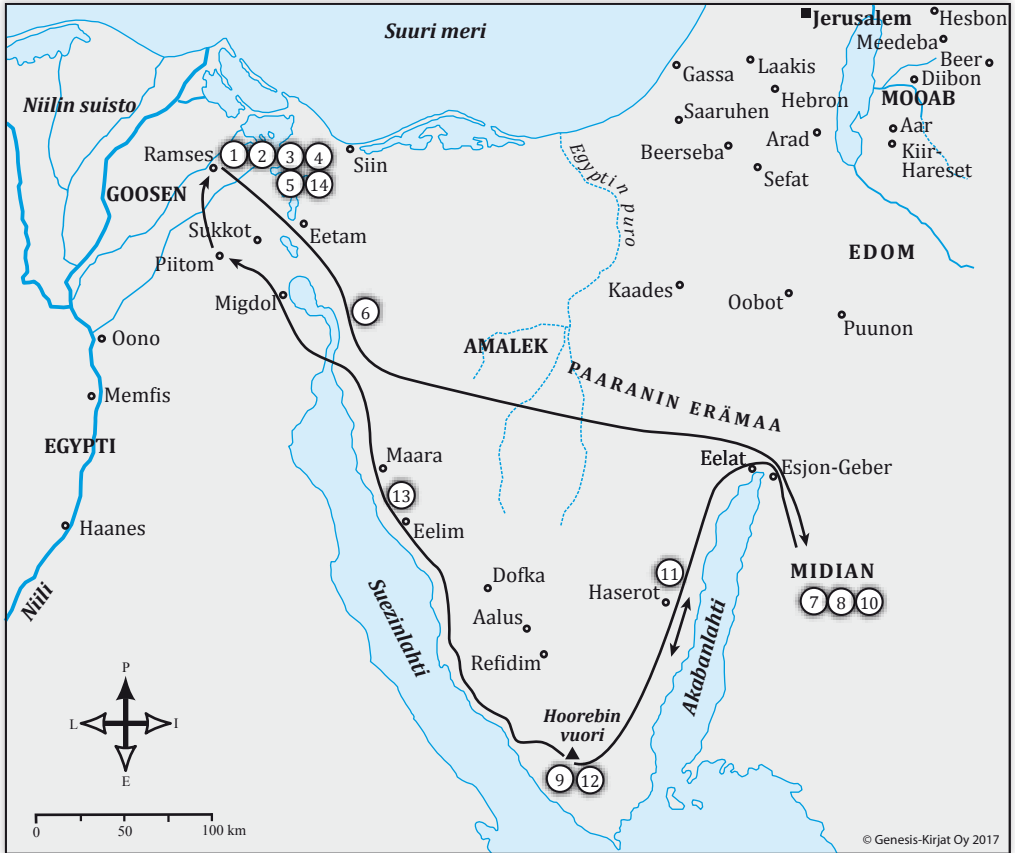 Suuri meri
Jerusalem
Hesbon
Meedeba
Beer
Diibon
MOOAB
Gassa
Laakis
Hebron
Saaruhen
Arad
Aar
Beerseba
Kiir-
Hareset
Sefat
Niilin suisto
Ramses
1
2
3
4
5
14
Siin
GOOSEN
Egyptin puro
Sukkot
Eetam
Piitom
EDOM
Migdol
Kaades
Oobot
6
Puunon
Oono
AMALEK
PAARANIN ERÄMAA
Memfis
EGYPTI
Maara
Eelat
Esjon-Geber
13
Haanes
Eelim
MIDIAN
7
8
10
11
Dofka
Haserot
Niili
Aalus
Suezinlahti
Refidim
Akabanlahti
P
L
I
E
Hoorebin
vuori
9
12
0
50
100 km
© Genesis-Kirjat Oy 2017